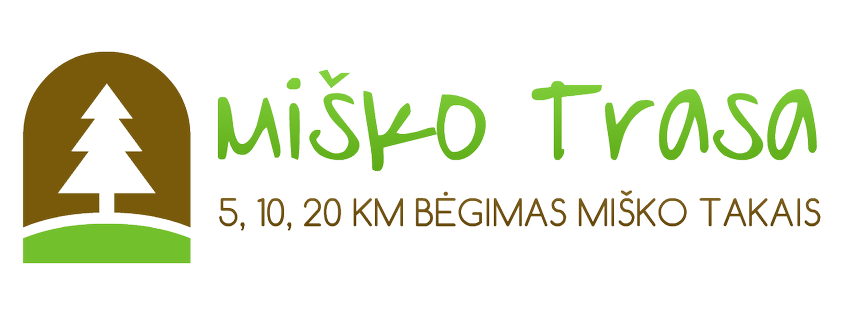 Miško Trasa
5, 10, 20 KM BĖGIMAS MIŠKO TAKAIS